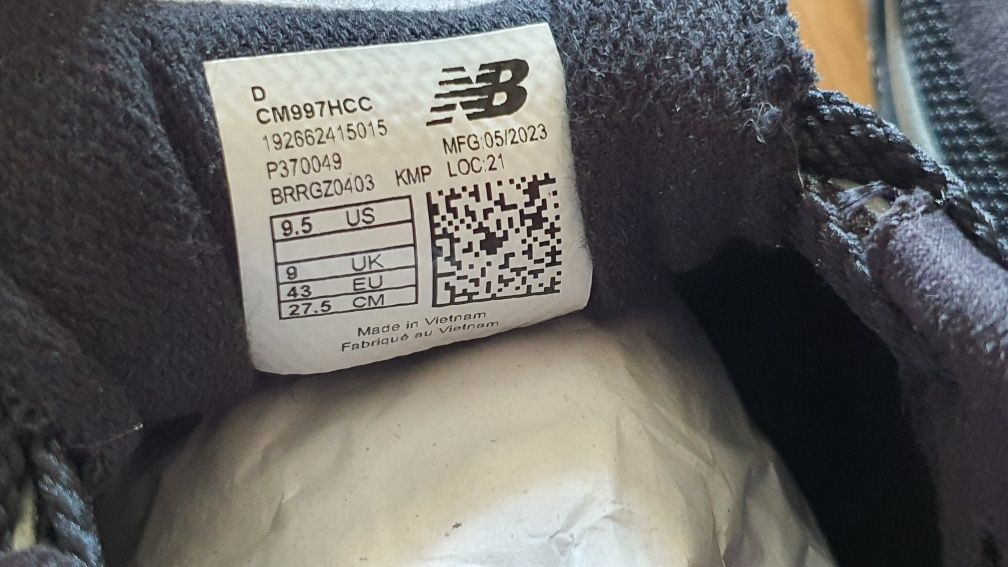 D
CM997HCC
192662415015
P370049
BRRGZ0403 KMP
NB
MFG:05/2023
LOC:21
9.5 US
9 UK
43 EU
27.5 CM
Made in Vietnam
Fabriqué au Vietnam